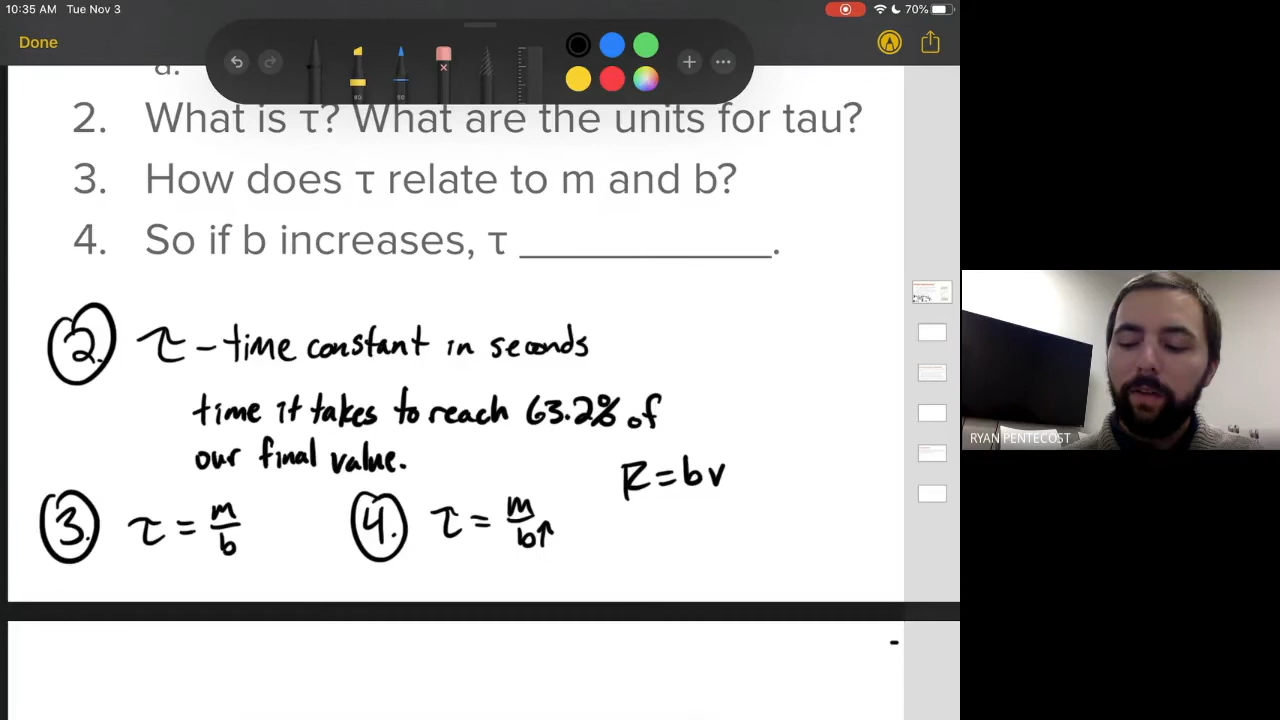 10:35 AM Tue Nov 3
70%
Done
80
50
a.
2. What is τ? What are the units for tau?
3. How does τ relate to m and b?
4. So if b increases, τ ____________.
2. τ - time constant in seconds
time it takes to reach 63.2% of
our final value.
R = bv
3. τ = m/b
4. τ = m/b↑
RYAN PENTECOST